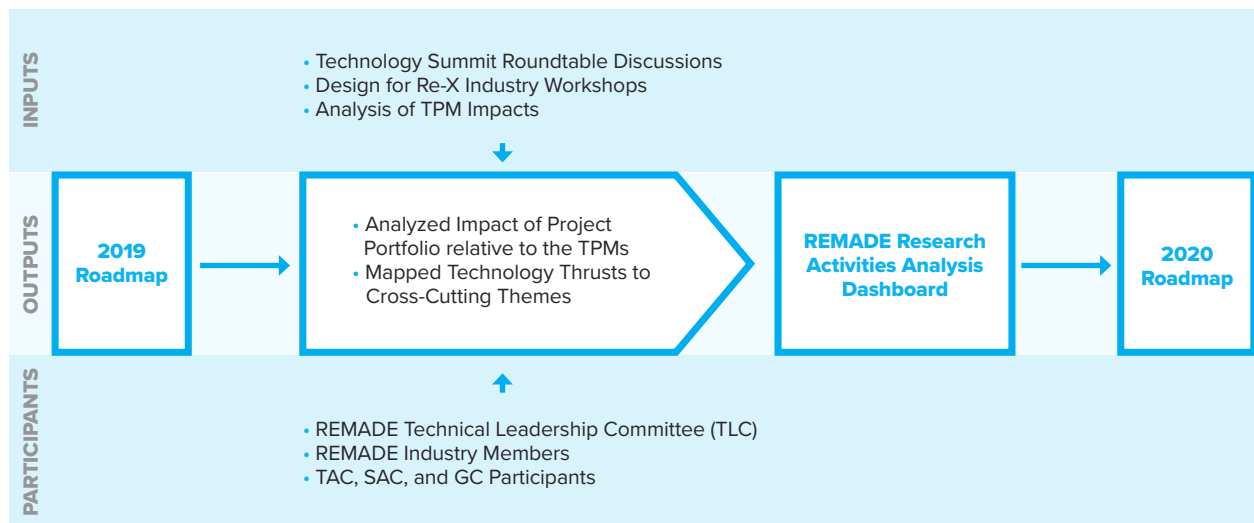 INPUTS
• Technology Summit Roundtable Discussions
• Design for Re-X Industry Workshops
• Analysis of TPM Impacts
OUTPUTS
2019
Roadmap
• Analyzed Impact of Project
Portfolio relative to the TPMs
• Mapped Technology Thrusts to
Cross-Cutting Themes
REMADE Research
Activities Analysis
Dashboard
2020
Roadmap
PARTICIPANTS
• REMADE Technical Leadership Committee (TLC)
• REMADE Industry Members
• TAC, SAC, and GC Participants